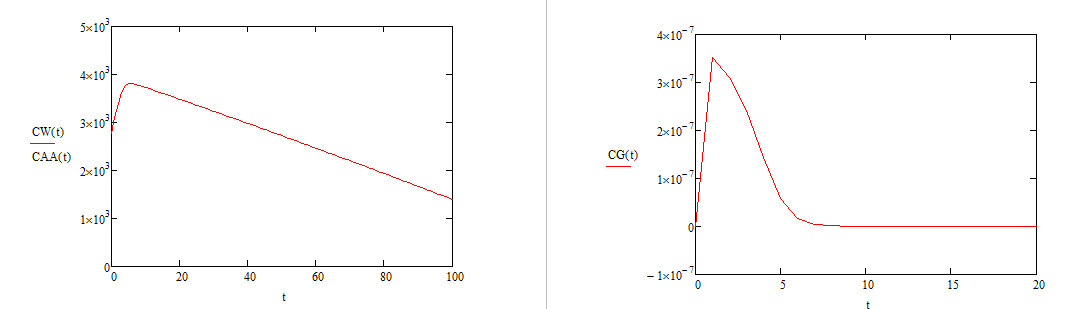 5×10³
4×10³
3×10³
2×10³
1×10³
0
CW(t)
CAA(t)
0 20 40 60 80 100
t
4×10⁻⁷
3×10⁻⁷
2×10⁻⁷
1×10⁻⁷
0
−1×10⁻⁷
CG(t)
0 5 10 15 20
t